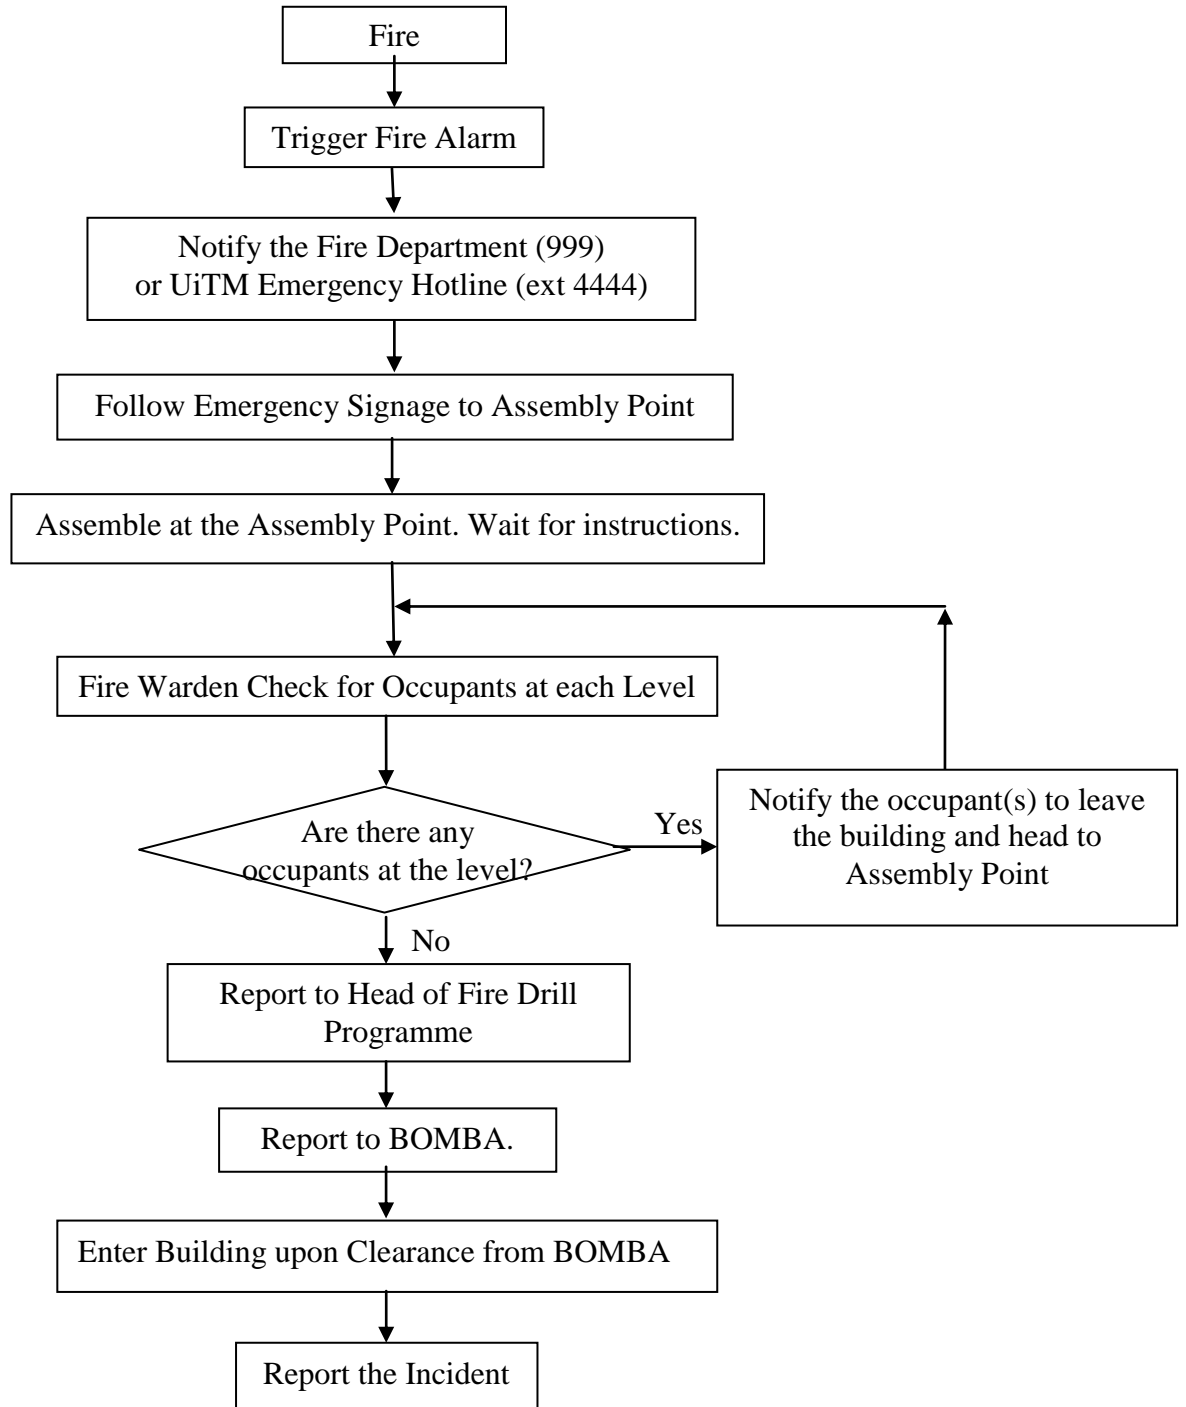 Fire
Trigger Fire Alarm
Notify the Fire Department (999)
or UiTM Emergency Hotline (ext 4444)
Follow Emergency Signage to Assembly Point
Assemble at the Assembly Point. Wait for instructions.
Fire Warden Check for Occupants at each Level
Are there any
occupants at the level?
Yes
Notify the occupant(s) to leave
the building and head to
Assembly Point
No
Report to Head of Fire Drill
Programme
Report to BOMBA.
Enter Building upon Clearance from BOMBA
Report the Incident